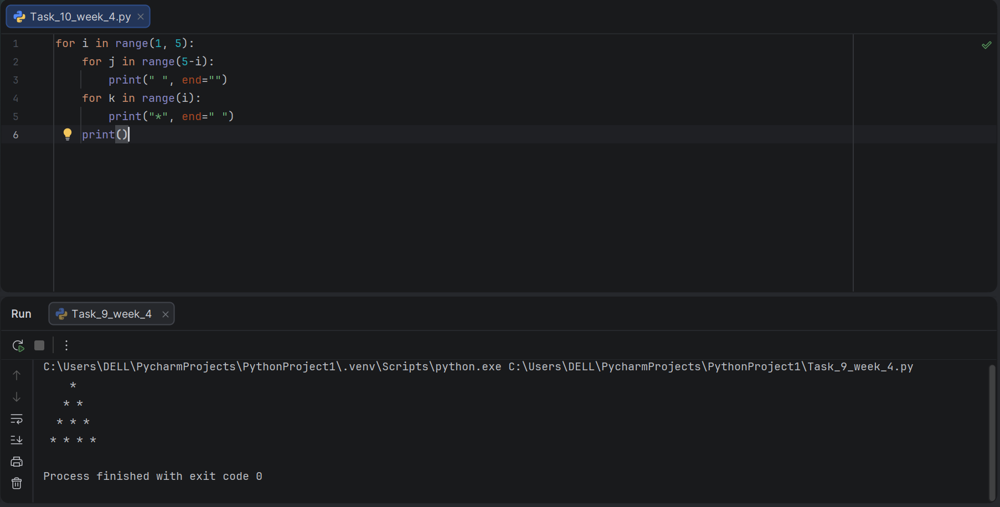 Task_10_week_4.py
1 for i in range(1, 5):
2     for j in range(5-i):
3         print(" ", end="")
4     for k in range(i):
5         print("*", end=" ")
6     print()
Run Task_9_week_4
C:\Users\DELL\PycharmProjects\PythonProject1\.venv\Scripts\python.exe C:\Users\DELL\PycharmProjects\PythonProject1\Task_9_week_4.py
    *
   * *
  * * *
 * * * *
Process finished with exit code 0